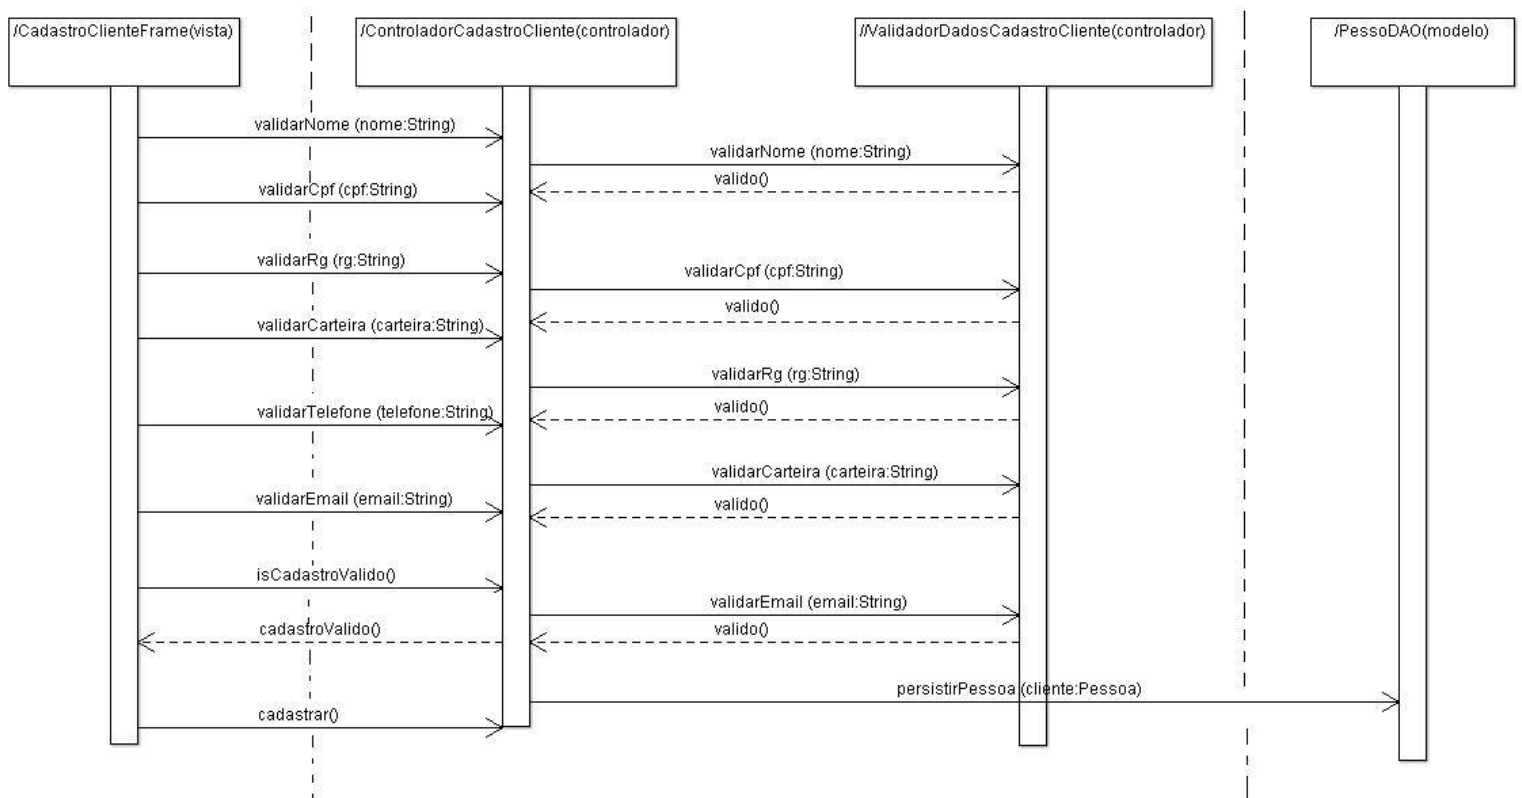 /CadastroClienteFrame(vista)
/ControladorCadastroCliente(controlador)
//ValidadorDadosCadastroCliente(controlador)
/PessoDAO(modelo)
validarNome (nome:String)
validarNome (nome:String)
valido()
validarCpf (cpf:String)
validarRg (rg:String)
validarCpf (cpf:String)
valido()
validarCarteira (carteira:String)
validarRg (rg:String)
valido()
validarTelefone (telefone:String)
validarCarteira (carteira:String)
validarEmail (email:String)
valido()
isCadastroValido()
validarEmail (email:String)
cadastroValido()
valido()
persistirPessoa (cliente:Pessoa)
cadastrar()